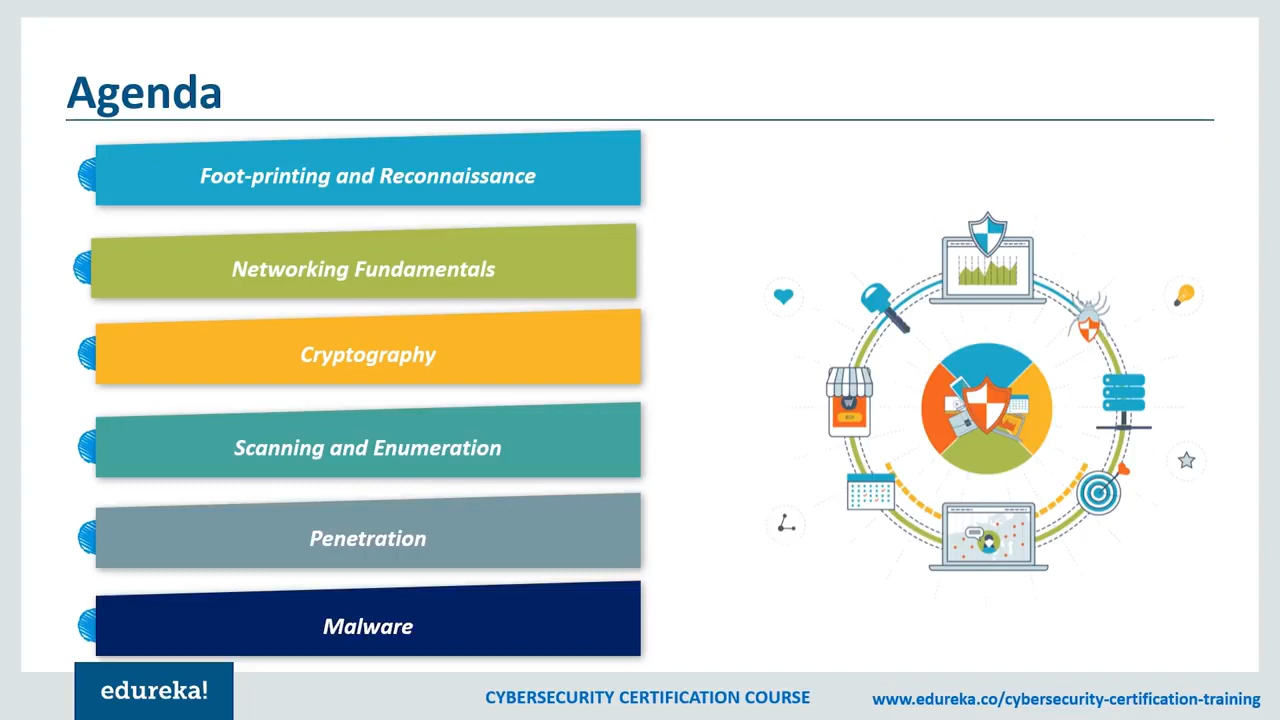 Agenda
Foot-printing and Reconnaissance
Networking Fundamentals
Cryptography
Scanning and Enumeration
Penetration
Malware
edureka!
CYBERSECURITY CERTIFICATION COURSE
www.edureka.co/cybersecurity-certification-training